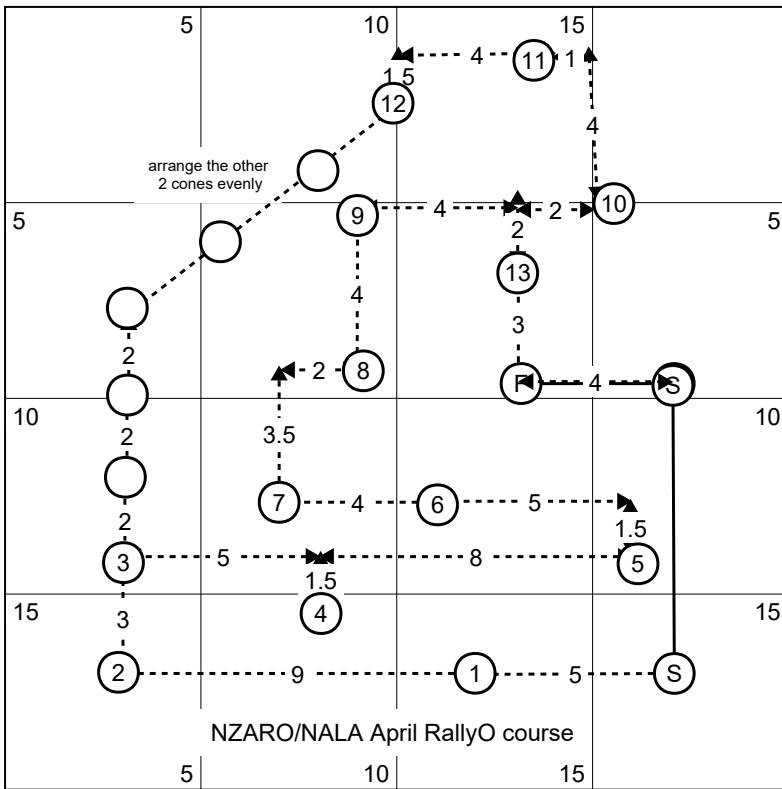 5 10 15
4 11 1
1.5
12
arrange the other
2 cones evenly
4
5 9 4 2 10 5
2
13
4
3
2 2 8 F 4 S
10 10
2 3.5
7 4 6 5
2 1.5
3 5 8 5
1.5
15 3 4 15
2 9 1 5 S
NZARO/NALA April RallyO course
5 10 15